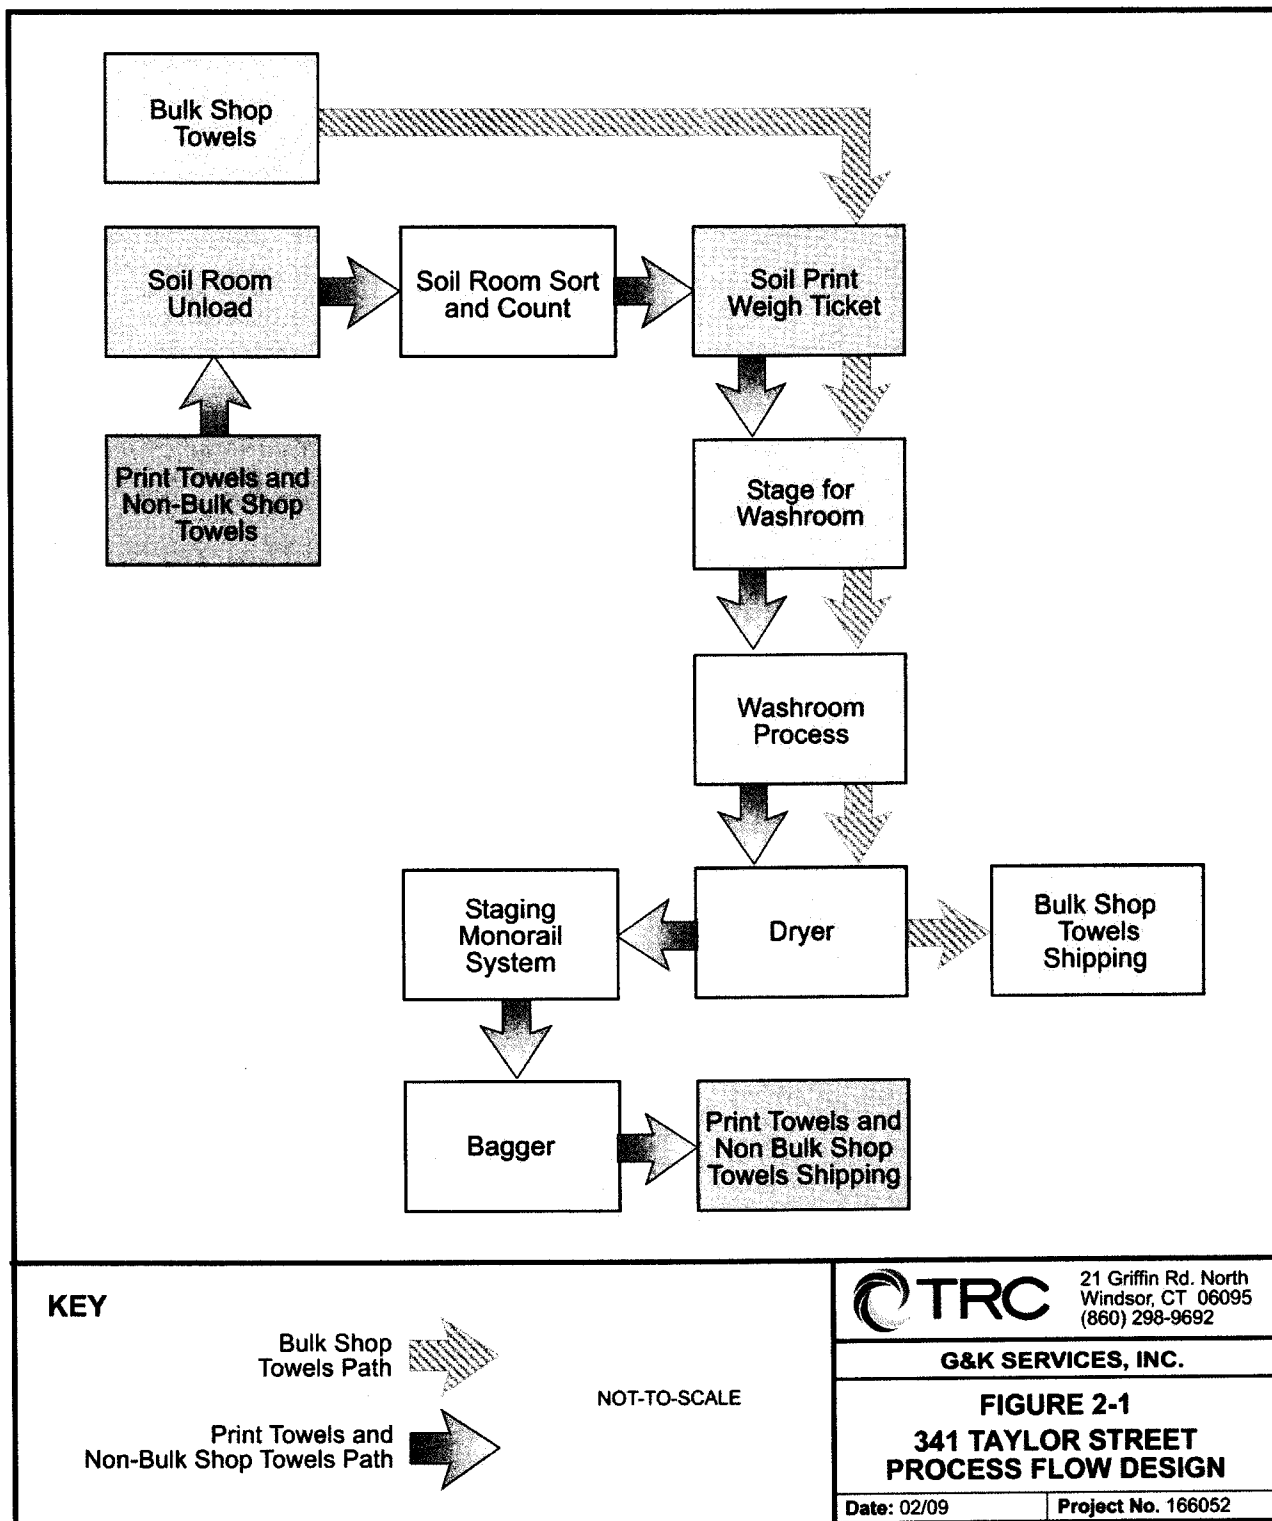 Bulk Shop
Towels
Soil Room
Unload
Soil Room Sort
and Count
Soil Print
Weigh Ticket
Print Towels and
Non-Bulk Shop
Towels
Stage for
Washroom
Washroom
Process
Staging
Monorail
System
Dryer
Bulk Shop
Towels
Shipping
Bagger
Print Towels and
Non Bulk Shop
Towels Shipping
KEY
Bulk Shop
Towels Path
Print Towels and
Non-Bulk Shop Towels Path
NOT-TO-SCALE
TRC
21 Griffin Rd. North
Windsor, CT 06095
(860) 298-9692
G&K SERVICES, INC.
FIGURE 2-1
341 TAYLOR STREET
PROCESS FLOW DESIGN
Date: 02/09
Project No. 166052